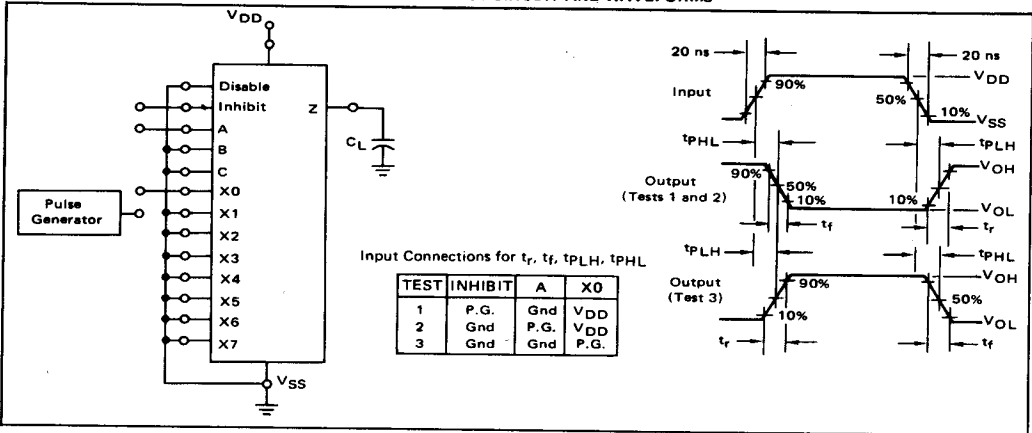 VDD
Disable
Inhibit
A
B
C
X0
X1
X2
X3
X4
X5
X6
X7
Z
CL
VSS
Pulse
Generator
Input Connections for tr, tf, tPLH, tPHL
TEST INHIBIT A X0
1 P.G. Gnd VDD
2 Gnd P.G. VDD
3 Gnd Gnd P.G.
20 ns
20 ns
Input
90%
50%
10%
VDD
VSS
tPHL
tPLH
Output
(Tests 1 and 2)
90%
50%
10%
10%
VOH
VOL
tf
tr
tPLH
tPHL
Output
(Test 3)
90%
10%
50%
VOH
VOL
tr
tf